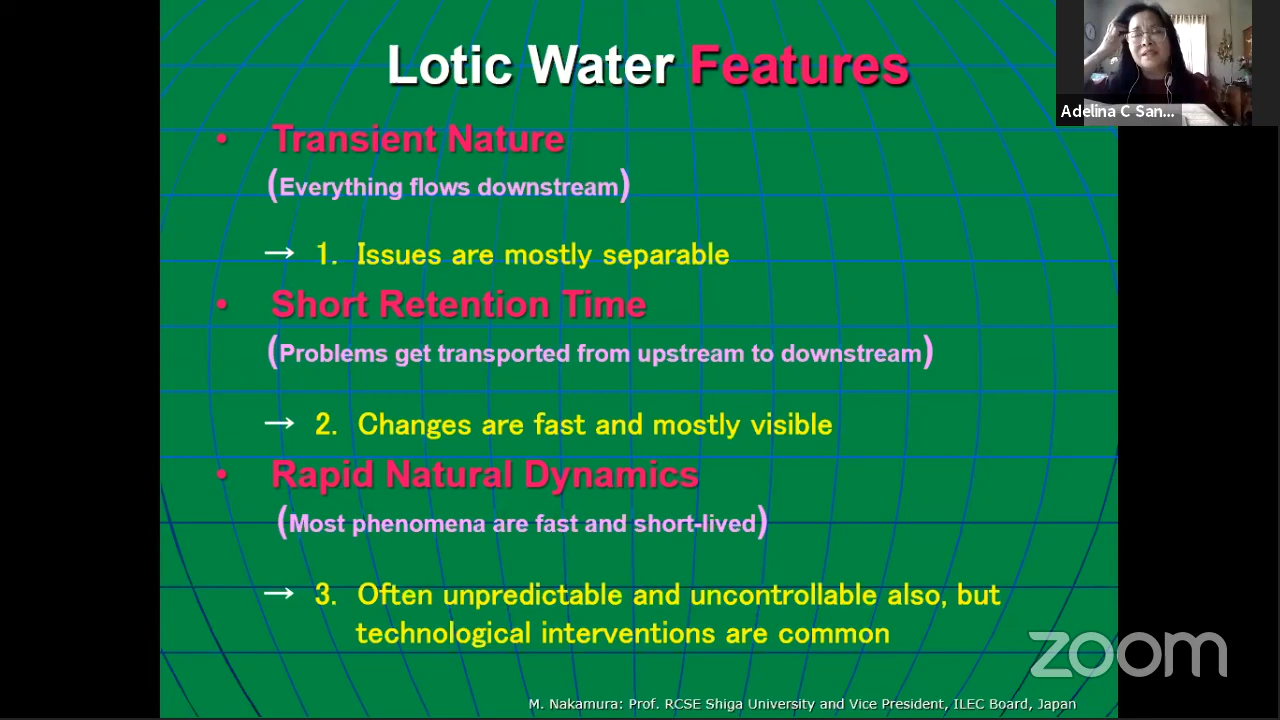 Lotic Water Features
Adelina C San...
• Transient Nature
(Everything flows downstream)
→ 1. Issues are mostly separable
• Short Retention Time
(Problems get transported from upstream to downstream)
→ 2. Changes are fast and mostly visible
• Rapid Natural Dynamics
(Most phenomena are fast and short-lived)
→ 3. Often unpredictable and uncontrollable also, but
technological interventions are common
zoom
M. Nakamura: Prof. RCSE Shiga University and Vice President, ILEC Board, Japan